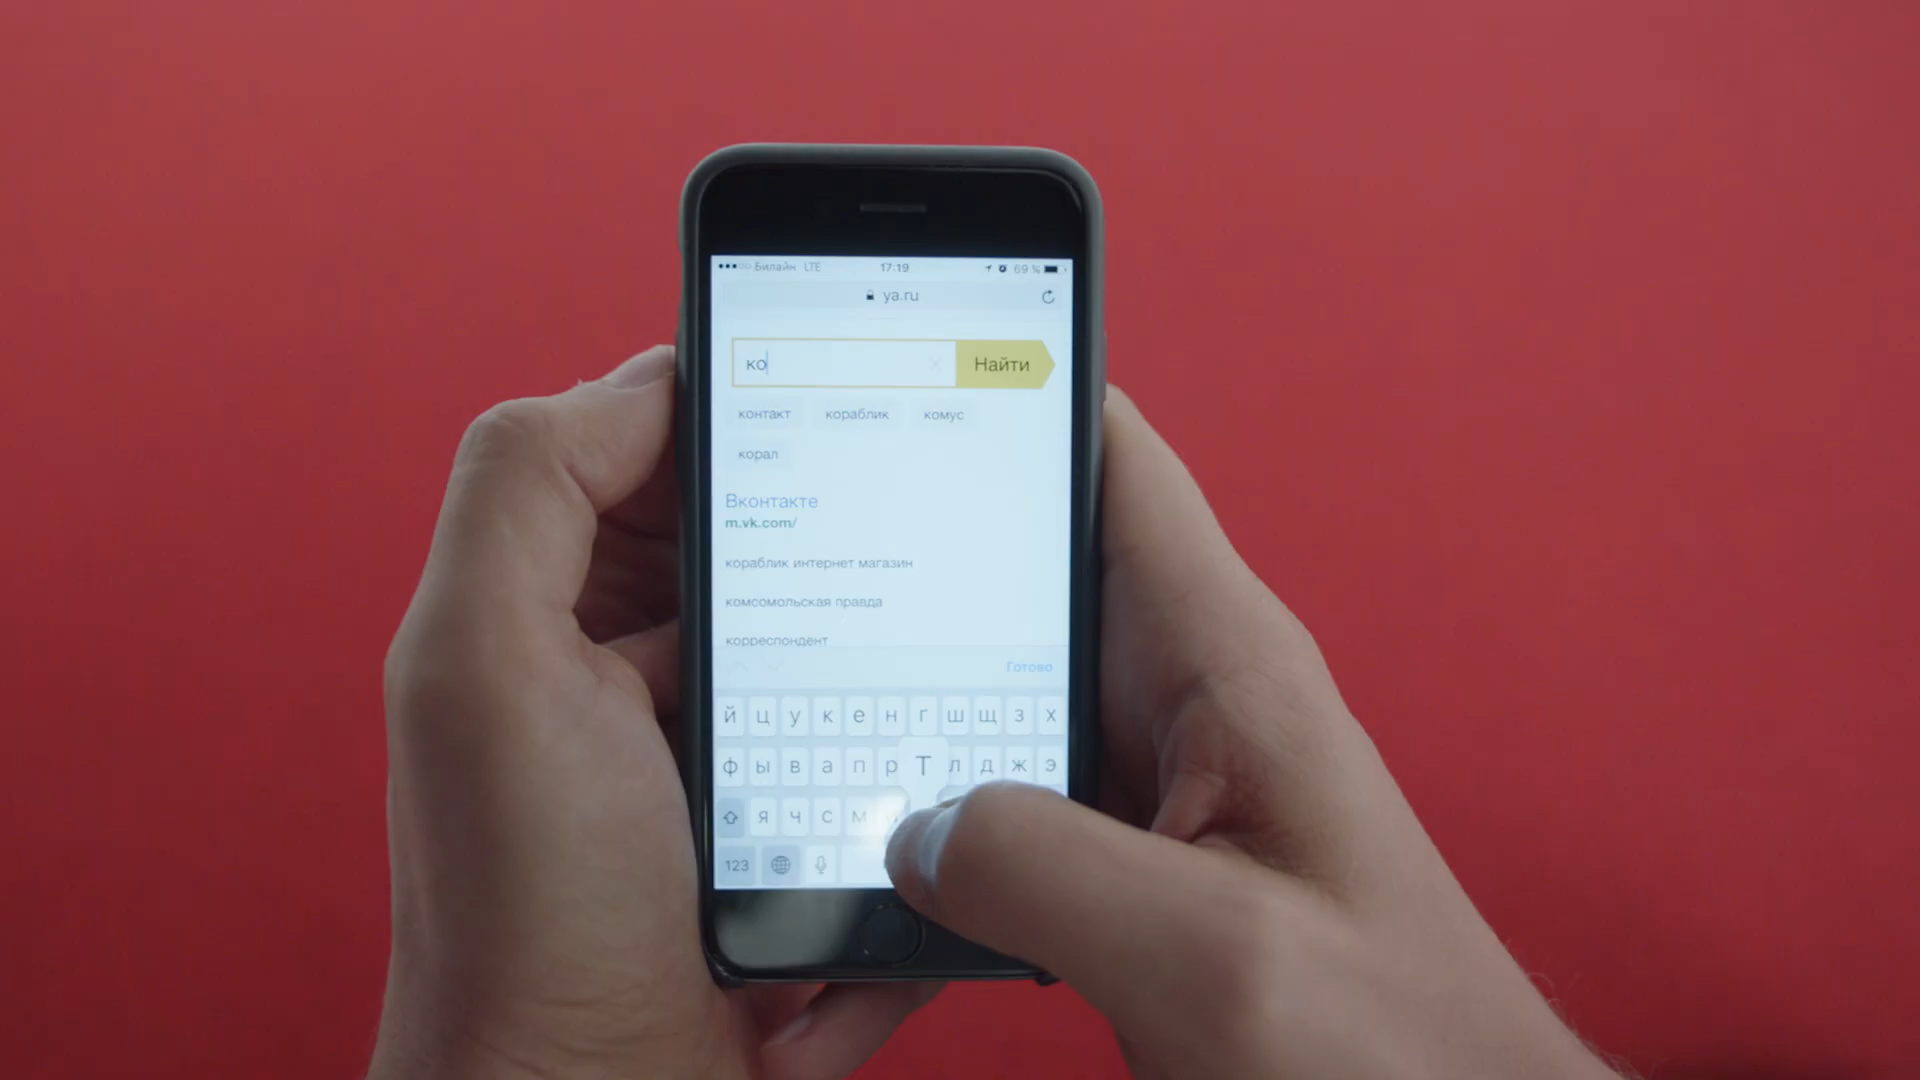 Билайн LTE 17:19 69 %
ya.ru
ко Найти
контакт кораблик комус
корал
Вконтакте
m.vk.com/
кораблик интернет магазин
комсомольская правда
корреспондент
Готово
й ц у к е н г ш щ з х
ф ы в а п р Т л д ж э
я ч с м
123